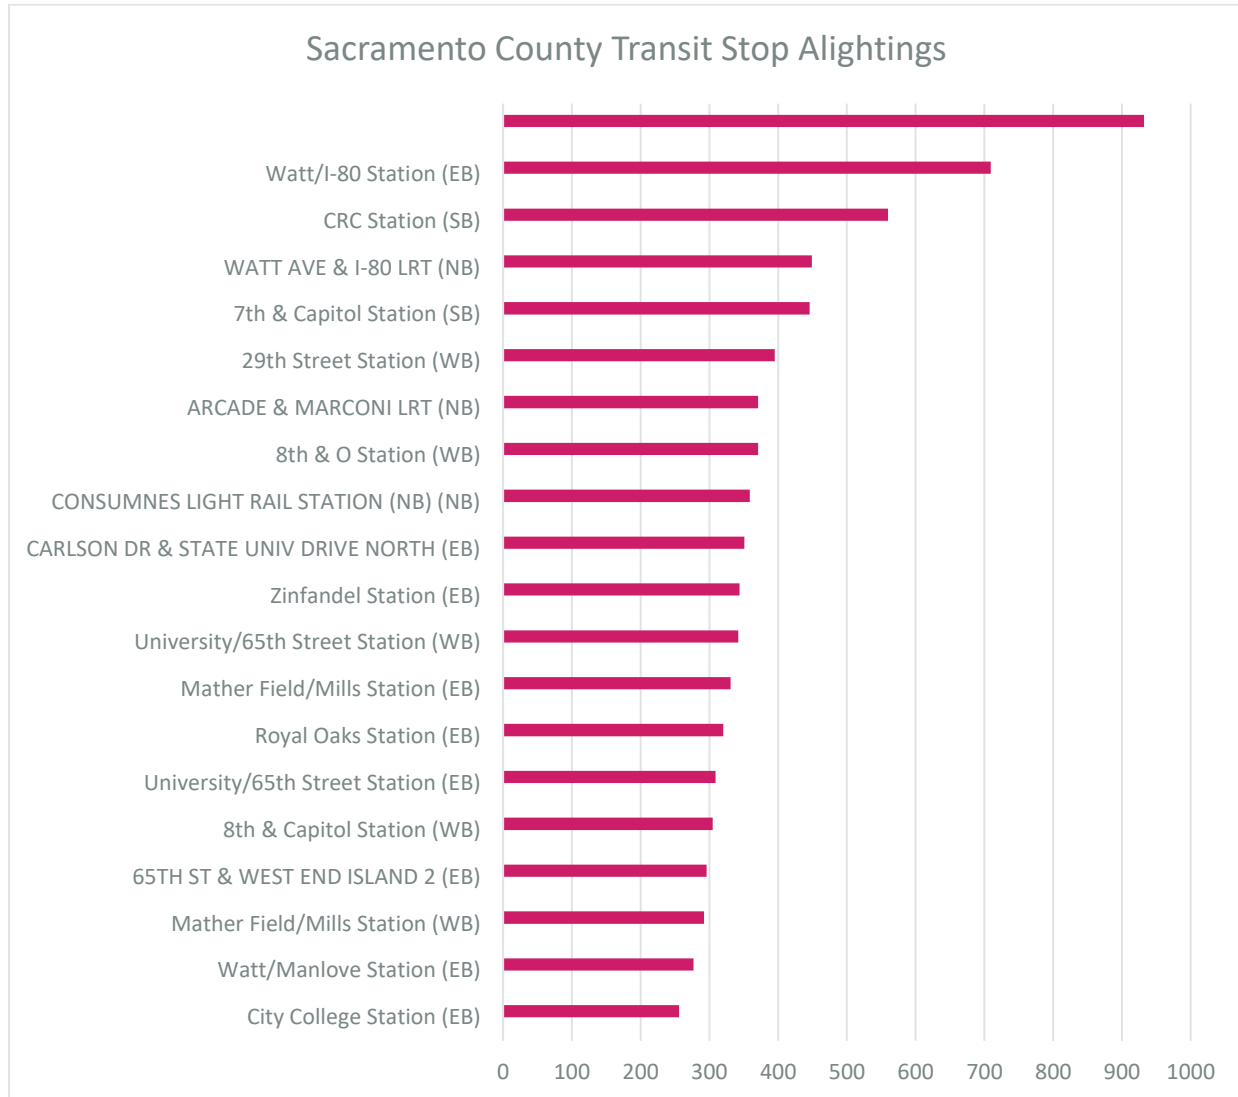 Sacramento County Transit Stop Alightings
Watt/I-80 Station (EB)
CRC Station (SB)
WATT AVE & I-80 LRT (NB)
7th & Capitol Station (SB)
29th Street Station (WB)
ARCADE & MARCONI LRT (NB)
8th & O Station (WB)
CONSUMNES LIGHT RAIL STATION (NB) (NB)
CARLSON DR & STATE UNIV DRIVE NORTH (EB)
Zinfandel Station (EB)
University/65th Street Station (WB)
Mather Field/Mills Station (EB)
Royal Oaks Station (EB)
University/65th Street Station (EB)
8th & Capitol Station (WB)
65TH ST & WEST END ISLAND 2 (EB)
Mather Field/Mills Station (WB)
Watt/Manlove Station (EB)
City College Station (EB)
0 100 200 300 400 500 600 700 800 900 1000